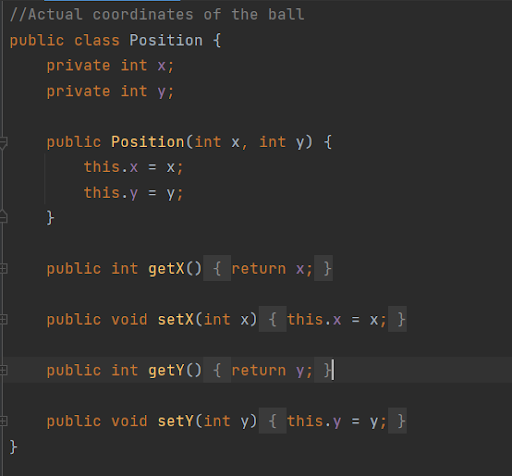 //Actual coordinates of the ball
public class Position {
    private int x;
    private int y;

    public Position(int x, int y) {
        this.x = x;
        this.y = y;
    }

    public int getX() { return x; }

    public void setX(int x) { this.x = x; }

    public int getY() { return y; }

    public void setY(int y) { this.y = y; }
}